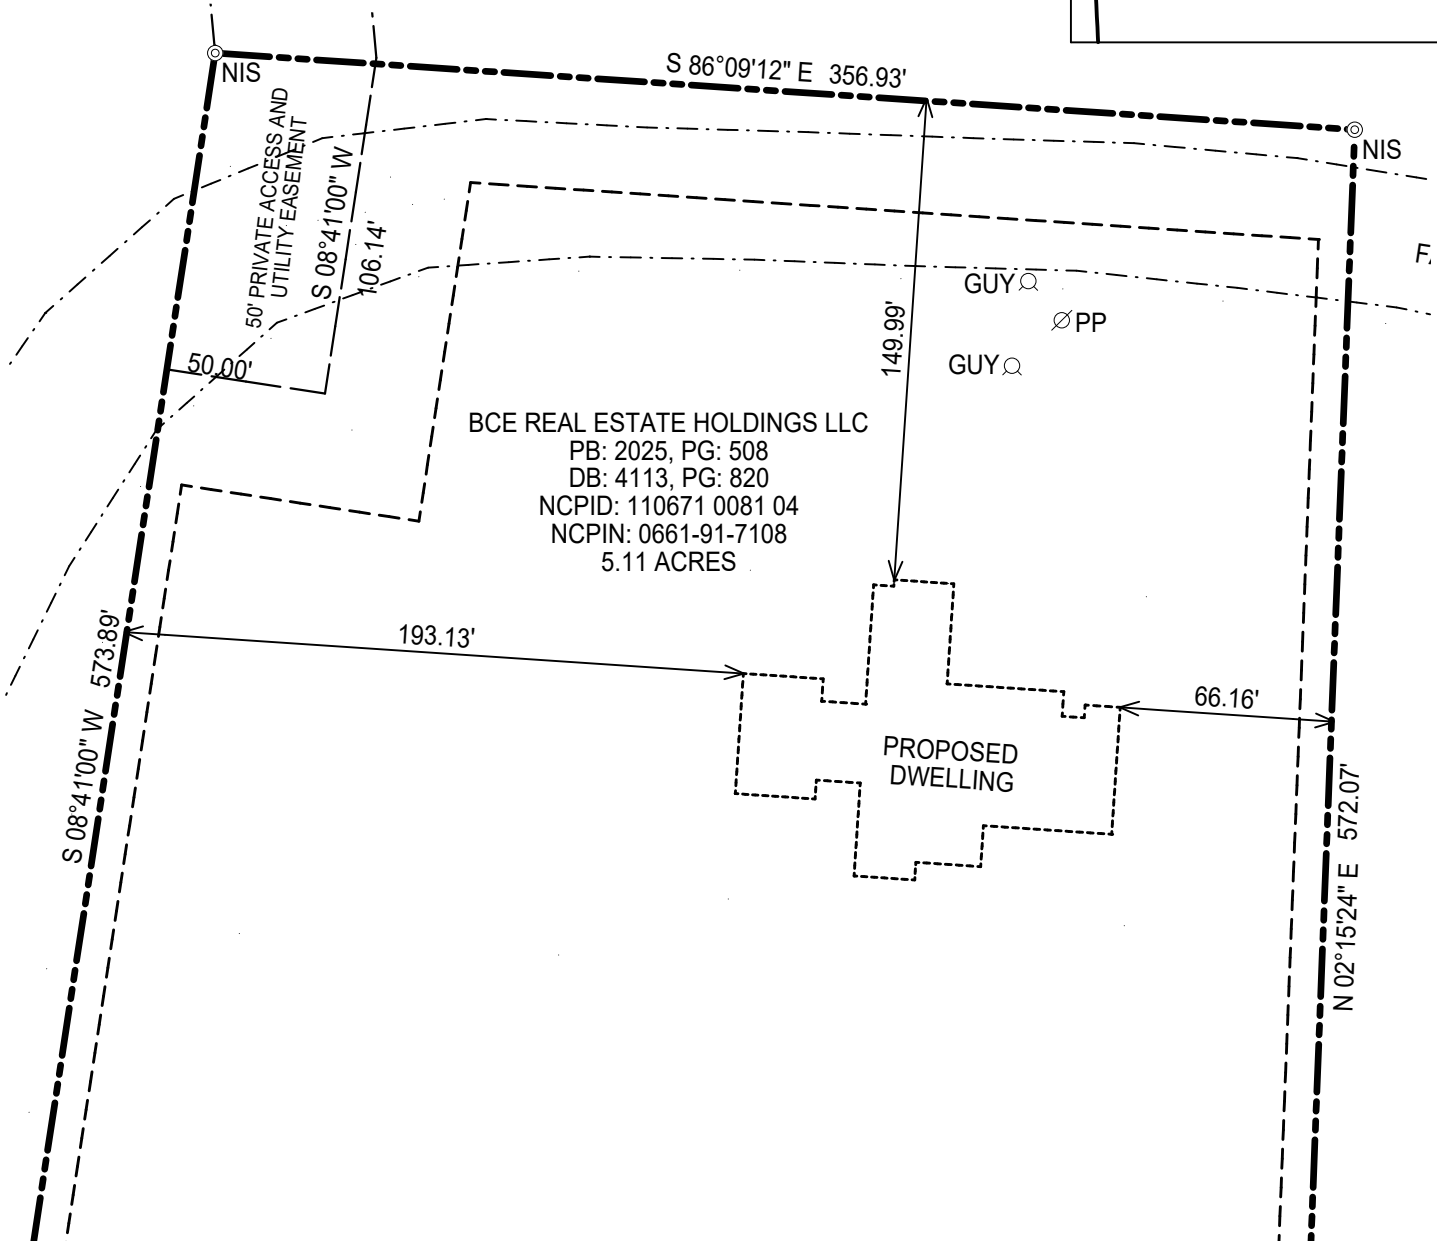 S 86°09'12" E 356.93'
NIS
NIS
50' PRIVATE ACCESS AND
UTILITY EASEMENT
S 08°41'00" W
106.14'
50.00'
GUY
PP
GUY
149.99'
BCE REAL ESTATE HOLDINGS LLC
PB: 2025, PG: 508
DB: 4113, PG: 820
NCPID: 110671 0081 04
NCPIN: 0661-91-7108
5.11 ACRES
193.13'
66.16'
S 08°41'00" W 573.89'
PROPOSED
DWELLING
N 02°15'24" E 572.07'